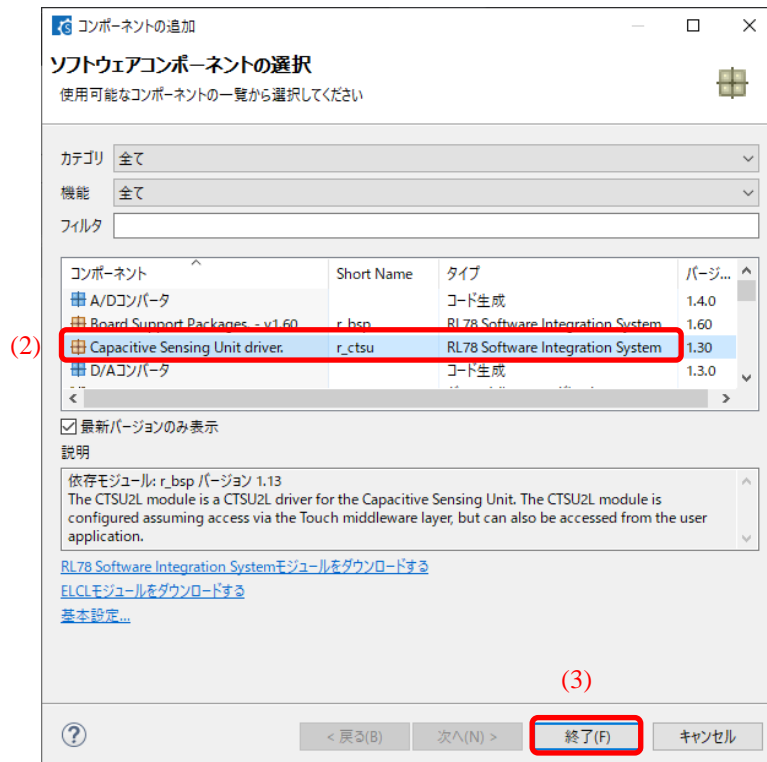 コンポーネントの追加
ソフトウェアコンポーネントの選択
使用可能なコンポーネントの一覧から選択してください
カテゴリ 全て
機能 全て
フィルタ
コンポーネント Short Name タイプ バージ...
A/Dコンバータ コード生成 1.4.0
Board Support Packages. - v1.60 r_bsp RL78 Software Integration System 1.60
(2) Capacitive Sensing Unit driver. r_ctsu RL78 Software Integration System 1.30
D/Aコンバータ コード生成 1.3.0
最新バージョンのみ表示
説明
依存モジュール: r_bsp バージョン 1.13
The CTSU2L module is a CTSU2L driver for the Capacitive Sensing Unit. The CTSU2L module is
configured assuming access via the Touch middleware layer, but can also be accessed from the user
application.
RL78 Software Integration Systemモジュールをダウンロードする
ELCLモジュールをダウンロードする
基本設定...
(3)
< 戻る(B) 次へ(N) > 終了(F) キャンセル